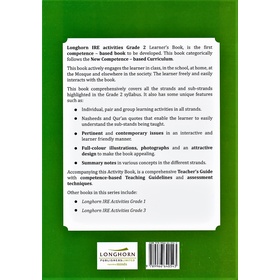 Longhorn IRE activities Grade 2 Learner's Book, is the first
competence – based book to be developed. This book categorically
follows the New Competence - based Curriculum.
This book actively engages the learner in class, in the school, at home, at
the Mosque and elsewhere in the society. The learner freely and easily
interacts with the book.
This book comprehensively covers all the strands and sub-strands
highlighted in the Grade 2 syllabus. It also has some unique features
such as:
• Individual, pair and group learning activities in all strands.
• Nasheeds and Qur'an quotes that enable the learner to easily
understand the sub-strands being taught.
• Pertinent and contemporary issues in an interactive and
learner friendly manner.
• Full-colour illustrations, photographs and an attractive
design to make the book appealing.
• Summary notes in various concepts in the different strands.
Accompanying this Activity Book, is a comprehensive Teacher's Guide
with competence-based Teaching Guidelines and assessment
techniques.
Other books in this series include:
• Longhorn IRE Activities Grade 1
• Longhorn IRE Activities Grade 3
LONGHORN
PUBLISHERS